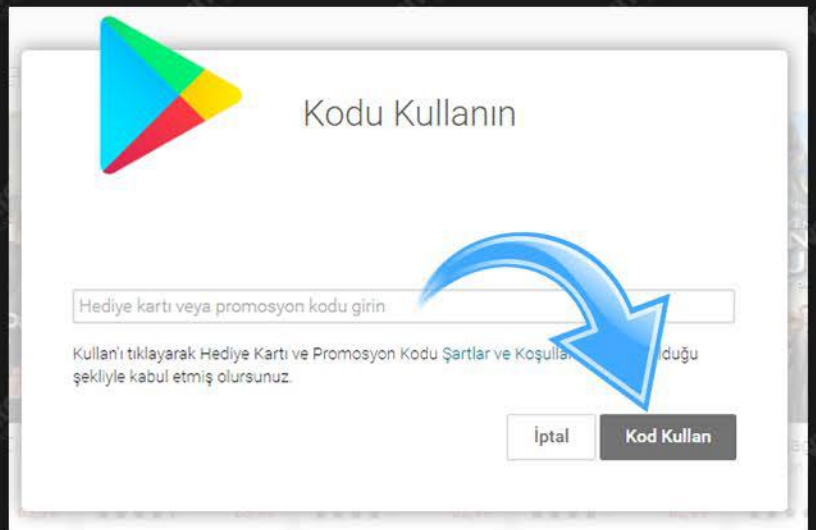 Kodu Kullanın
Hediye kartı veya promosyon kodu girin
Kullan'ı tıklayarak Hediye Kartı ve Promosyon Kodu Şartlar ve
şekliyle kabul etmiş olursunuz.
İptal
Kod Kullan